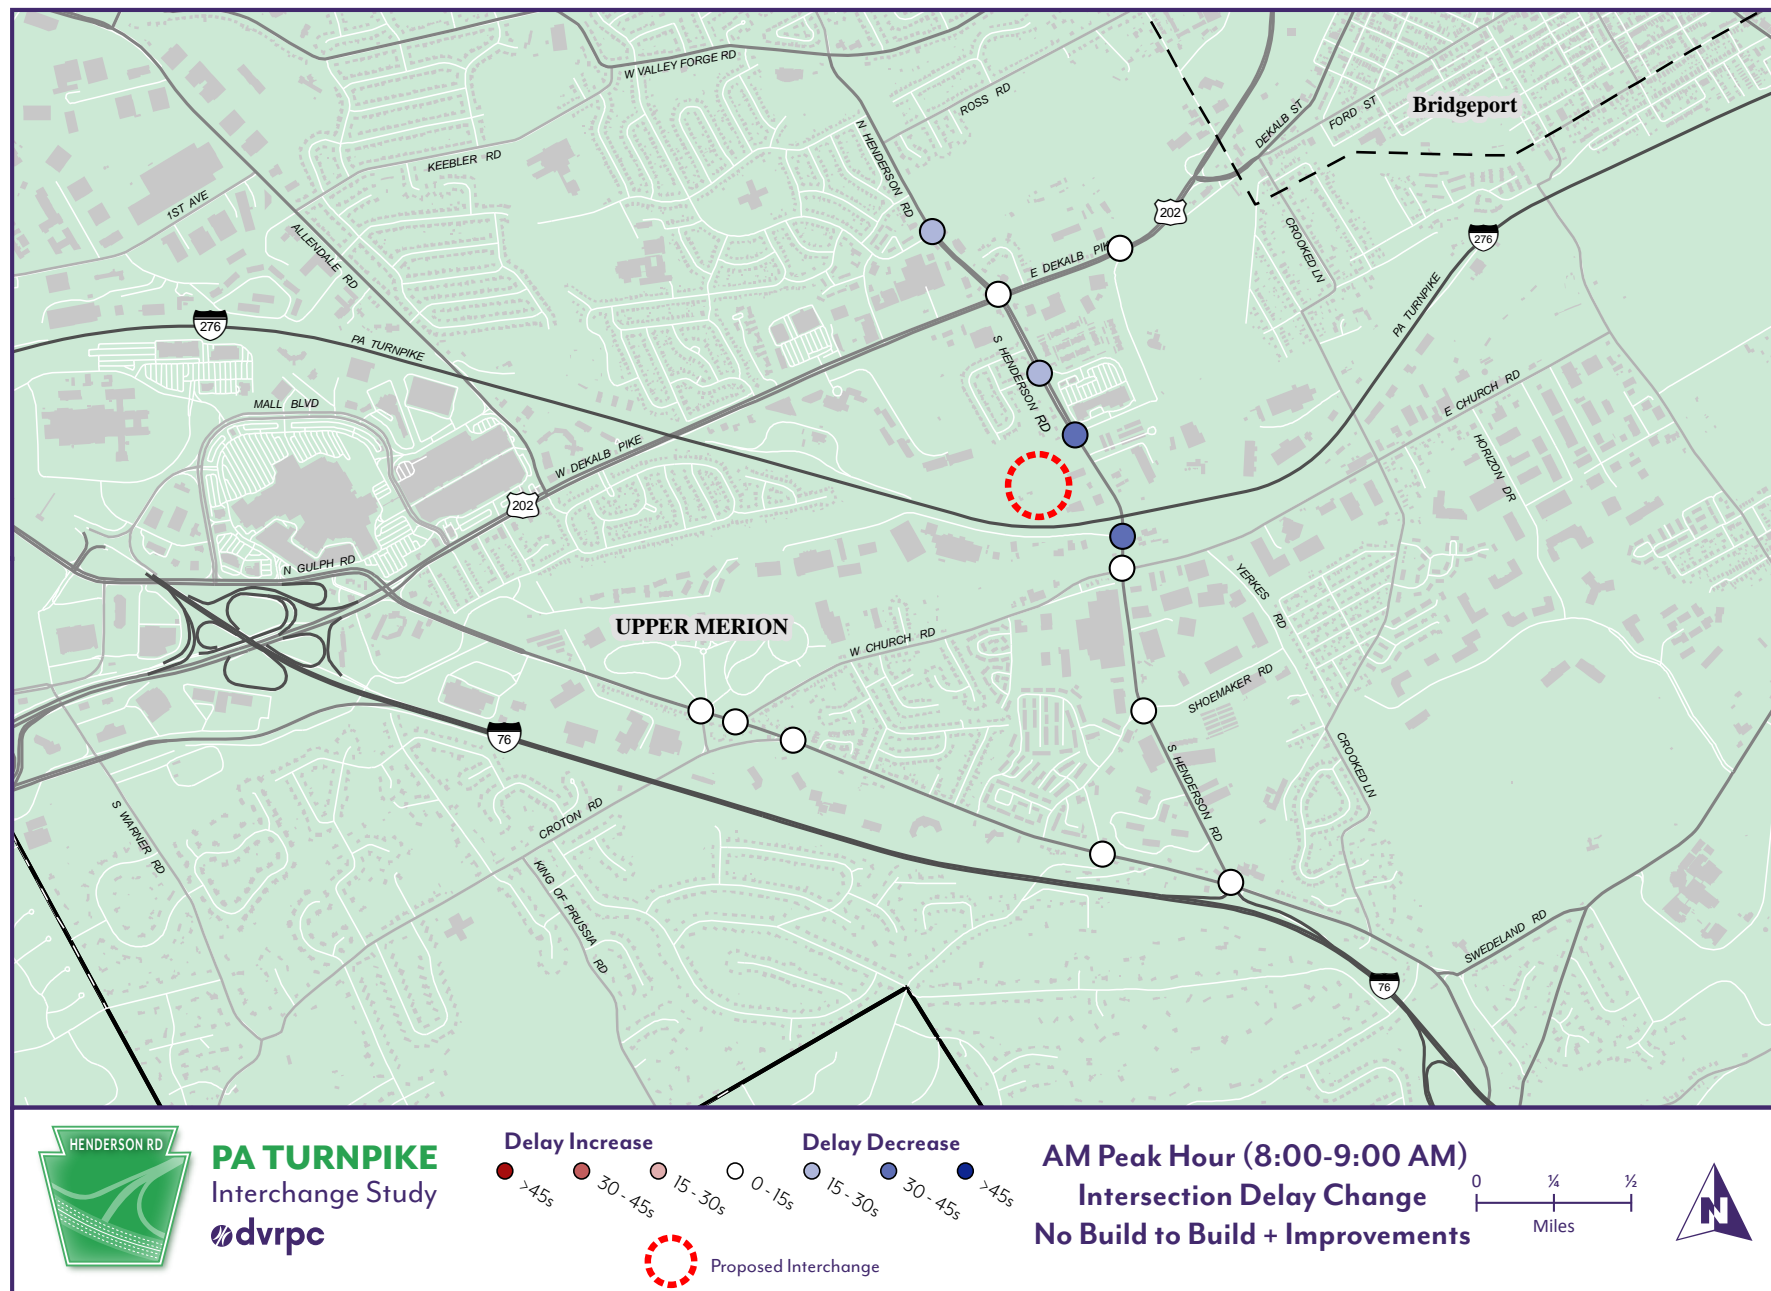 W VALLEY FORGE RD
ROSS RD
N HENDERSON RD
DEKALB ST
FORD ST
Bridgeport
KEEBLER RD
1ST AVE
ALLENDALE RD
202
E DEKALB PIK
CROOKED LN
276
276
PA TURNPIKE
PA TURNPIKE
S HENDERSON RD
MALL BLVD
E CHURCH RD
W DEKALB PIKE
HORIZON DR
202
N GULPH RD
YERKES RD
UPPER MERION
W CHURCH RD
SHOEMAKER RD
76
S HENDERSON RD
CROOKED LN
S WARNER RD
CROTON RD
KING OF PRUSSIA RD
SWEDELAND RD
76
HENDERSON RD
PA TURNPIKE
Interchange Study
dvrpc
Delay Increase
Delay Decrease
>45s
30 - 45s
15 - 30s
0 - 15s
15 - 30s
30 - 45s
>45s
Proposed Interchange
AM Peak Hour (8:00-9:00 AM)
Intersection Delay Change
No Build to Build + Improvements
0 ¼ ½
Miles
N